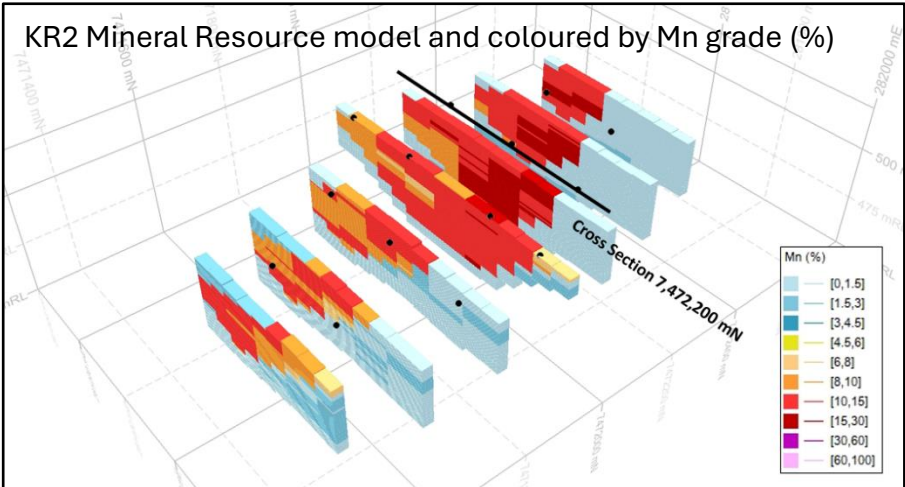 KR2 Mineral Resource model and coloured by Mn grade (%)
7471400 mN
282000 mE
500
475 mRL
mRL
Cross Section 7,472,200 mN
Mn (%)
[0,1.5]
[1.5,3]
[3,4.5]
[4.5,6]
[6,8]
[8,10]
[10,15]
[15,30]
[30,60]
[60,100]